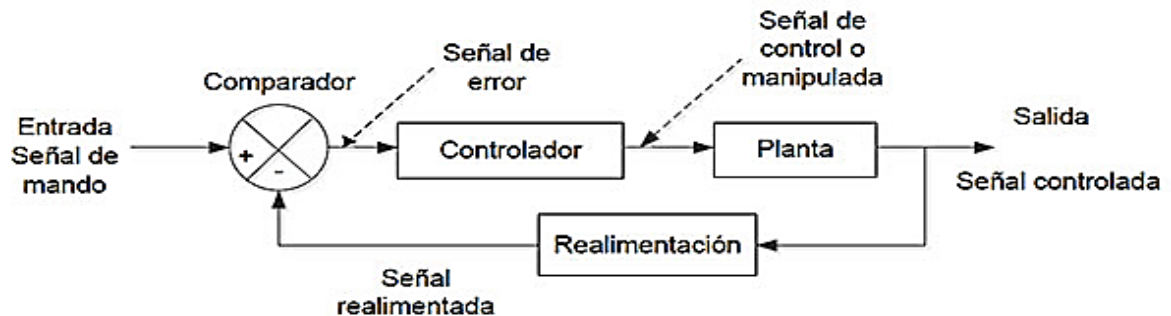 Señal de
control o
manipulada
Señal de
error
Comparador
Entrada
Señal de
mando
+
-
Controlador
Planta
Salida
Señal controlada
Realimentación
Señal
realimentada